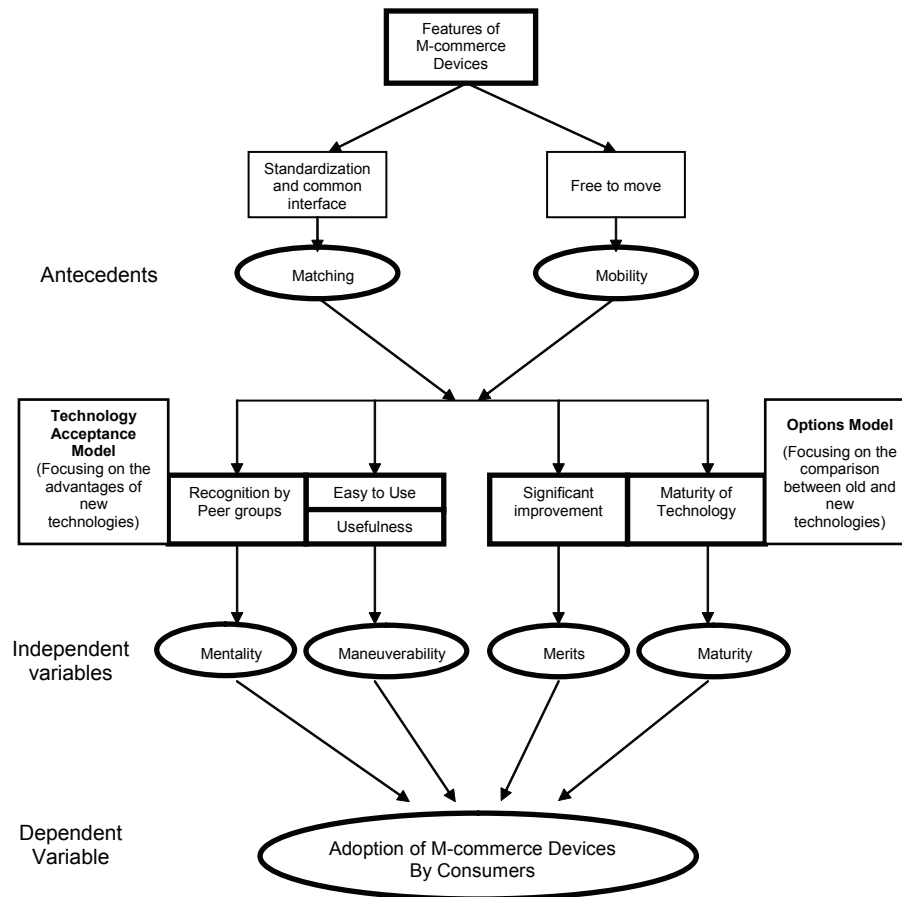 Features of
M-commerce
Devices
Standardization
and common
interface
Free to move
Antecedents
Matching
Mobility
Technology
Acceptance
Model
(Focusing on the
advantages of
new
technologies)
Recognition by
Peer groups
Easy to Use
Usefulness
Significant
improvement
Maturity of
Technology
Options Model
(Focusing on the
comparison
between old and
new
technologies)
Independent
variables
Mentality
Maneuverability
Merits
Maturity
Dependent
Variable
Adoption of M-commerce Devices
By Consumers